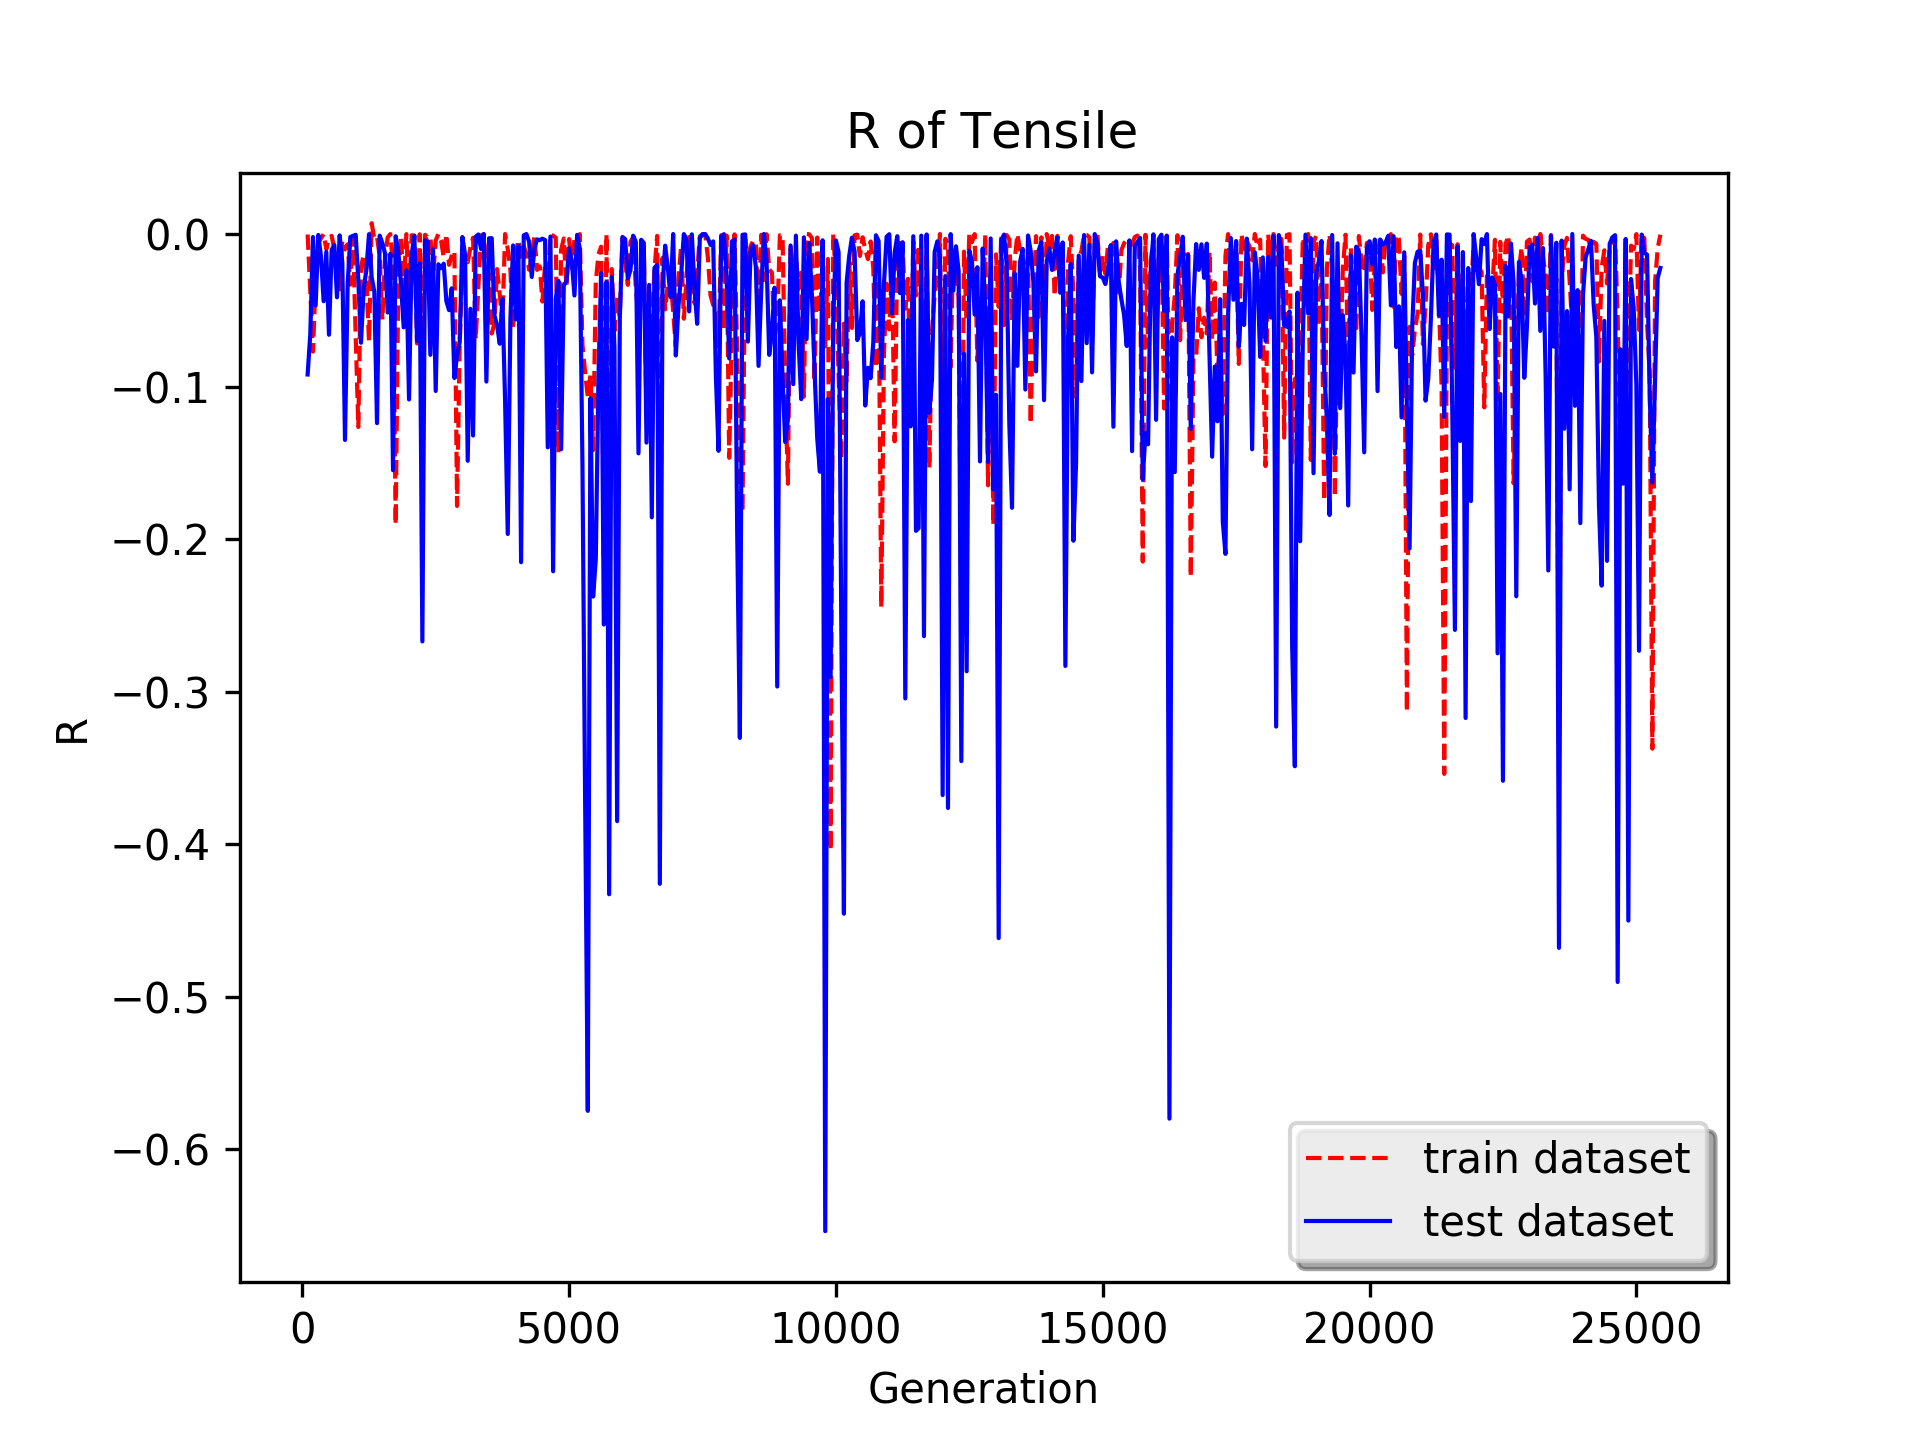 R of Tensile
0.0
−0.1
−0.2
−0.3
−0.4
−0.5
−0.6
R
0 5000 10000 15000 20000 25000
Generation
train dataset
test dataset